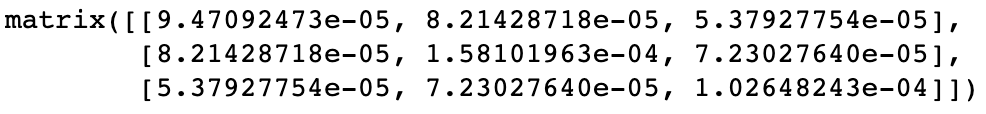 matrix([[9.47092473e-05, 8.21428718e-05, 5.37927754e-05],
        [8.21428718e-05, 1.58101963e-04, 7.23027640e-05],
        [5.37927754e-05, 7.23027640e-05, 1.02648243e-04]])